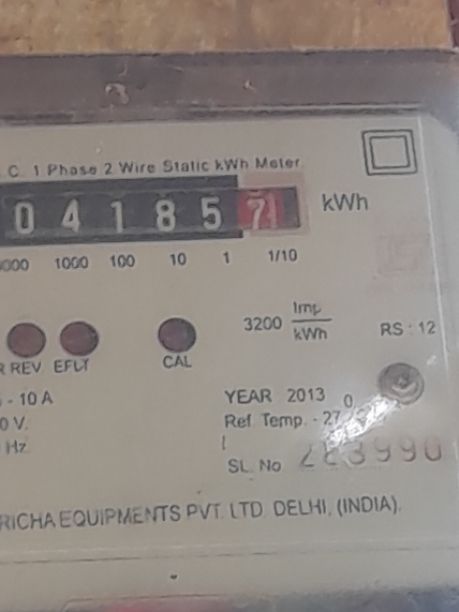 C. 1 Phase 2 Wire Static kWh Meter.
0 4 1 8 5 7 kWh
000 1000 100 10 1 1/10
3200 Imp/kWh RS : 12
R REV. EFLT CAL
- 10 A YEAR 2013
0 V. Ref. Temp. - 27
Hz.
SL. No
RICHA EQUIPMENTS PVT. LTD. DELHI, (INDIA).